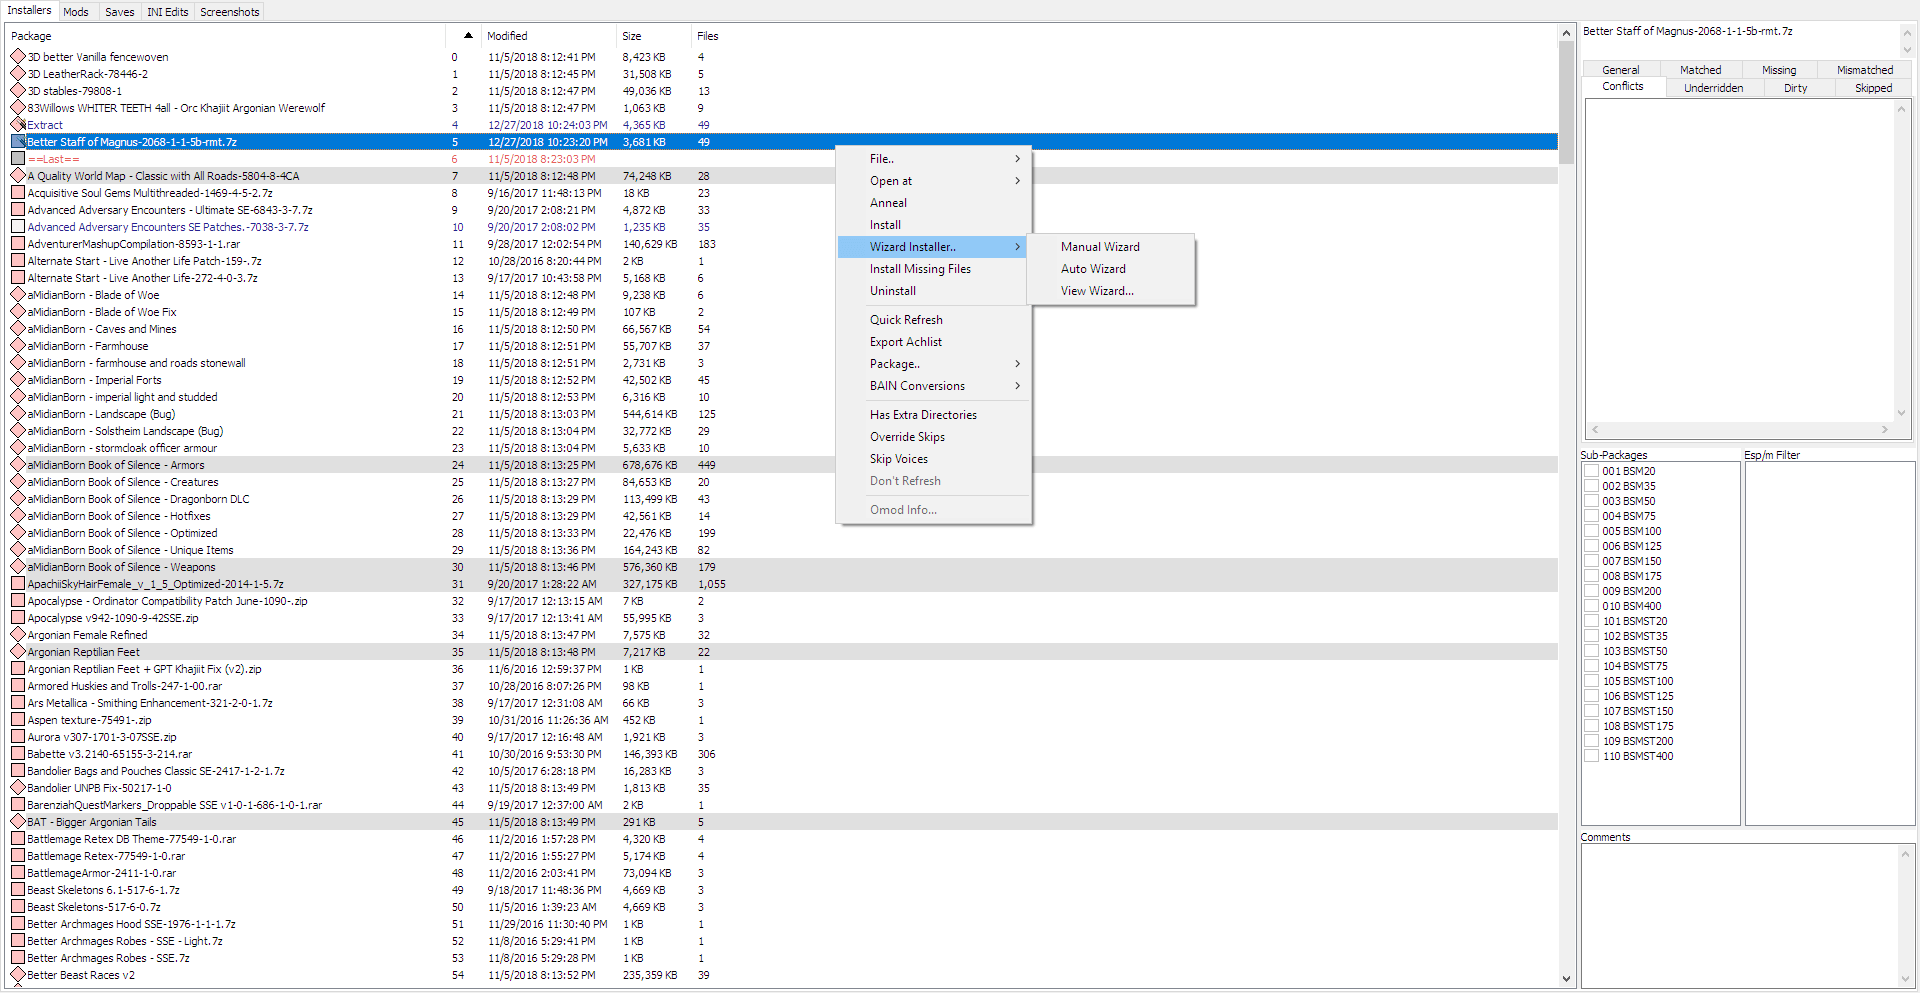 Installers Mods Saves INI Edits Screenshots
Package Modified Size Files
3D better Vanilla fencewoven 0 11/5/2018 8:12:41 PM 8,423 KB 4
3D LeatherRack-78446-2 1 11/5/2018 8:12:45 PM 31,508 KB 5
3D stables-79808-1 2 11/5/2018 8:12:47 PM 49,036 KB 13
83Willows WHITER TEETH 4all - Orc Khajiit Argonian Werewolf 3 11/5/2018 8:12:47 PM 1,063 KB 9
Extract 4 12/27/2018 10:24:03 PM 4,365 KB 49
Better Staff of Magnus-2068-1-1-5b-rmt.7z 5 12/27/2018 10:23:20 PM 3,681 KB 49
==Last== 6 11/5/2018 8:23:03 PM
A Quality World Map - Classic with All Roads-5804-8-4CA 7 11/5/2018 8:12:48 PM 74,248 KB 28
Acquisitive Soul Gems Multithreaded-1469-4-5-2.7z 8 9/16/2017 11:48:13 PM 18 KB 23
Advanced Adversary Encounters - Ultimate SE-6843-3-7.7z 9 9/20/2017 2:08:21 PM 4,872 KB 33
Advanced Adversary Encounters SE Patches.-7038-3-7.7z 10 9/20/2017 2:08:02 PM 1,235 KB 35
AdventurerMashupCompilation-8593-1-1.rar 11 9/28/2017 12:02:54 PM 140,629 KB 183
Alternate Start - Live Another Life Patch-159-.7z 12 10/28/2016 8:20:44 PM 2 KB 1
Alternate Start - Live Another Life-272-4-0-3.7z 13 9/17/2017 10:43:58 PM 5,168 KB 6
aMidianBorn - Blade of Woe 14 11/5/2018 8:12:48 PM 9,238 KB 6
aMidianBorn - Blade of Woe Fix 15 11/5/2018 8:12:49 PM 107 KB 2
aMidianBorn - Caves and Mines 16 11/5/2018 8:12:50 PM 66,567 KB 54
aMidianBorn - Farmhouse 17 11/5/2018 8:12:51 PM 55,707 KB 37
aMidianBorn - farmhouse and roads stonewall 18 11/5/2018 8:12:51 PM 2,731 KB 3
aMidianBorn - Imperial Forts 19 11/5/2018 8:12:52 PM 42,502 KB 45
aMidianBorn - imperial light and studded 20 11/5/2018 8:12:53 PM 6,316 KB 10
aMidianBorn - Landscape (Bug) 21 11/5/2018 8:13:03 PM 544,614 KB 125
aMidianBorn - Solstheim Landscape (Bug) 22 11/5/2018 8:13:04 PM 32,772 KB 29
aMidianBorn - stormcloak officer armour 23 11/5/2018 8:13:04 PM 5,633 KB 10
aMidianBorn Book of Silence - Armors 24 11/5/2018 8:13:25 PM 678,676 KB 449
aMidianBorn Book of Silence - Creatures 25 11/5/2018 8:13:27 PM 84,653 KB 20
aMidianBorn Book of Silence - Dragonborn DLC 26 11/5/2018 8:13:29 PM 113,499 KB 43
aMidianBorn Book of Silence - Hotfixes 27 11/5/2018 8:13:29 PM 42,561 KB 14
aMidianBorn Book of Silence - Optimized 28 11/5/2018 8:13:33 PM 22,476 KB 199
aMidianBorn Book of Silence - Unique Items 29 11/5/2018 8:13:36 PM 164,243 KB 82
aMidianBorn Book of Silence - Weapons 30 11/5/2018 8:13:46 PM 576,360 KB 179
ApachiiSkyHairFemale_v_1_5_Optimized-2014-1-5.7z 31 9/20/2017 1:28:22 AM 327,175 KB 1,055
Apocalypse - Ordinator Compatibility Patch June-1090-.zip 32 9/17/2017 12:13:15 AM 7 KB 2
Apocalypse v942-1090-9-42SSE.zip 33 9/17/2017 12:13:41 AM 55,995 KB 3
Argonian Female Refined 34 11/5/2018 8:13:47 PM 7,575 KB 32
Argonian Reptilian Feet 35 11/5/2018 8:13:48 PM 7,217 KB 22
Argonian Reptilian Feet + GPT Khajiit Fix (v2).zip 36 11/6/2016 12:59:37 PM 1 KB 1
Armored Huskies and Trolls-247-1-00.rar 37 10/28/2016 8:07:26 PM 98 KB 1
Ars Metallica - Smithing Enhancement-321-2-0-1.7z 38 9/17/2017 12:31:08 AM 66 KB 3
Aspen texture-75491-.zip 39 10/31/2016 11:26:36 AM 452 KB 1
Aurora v307-1701-3-07SSE.zip 40 9/17/2017 12:16:48 AM 1,921 KB 3
Babette v3.2140-65155-3-214.rar 41 10/30/2016 9:53:30 PM 146,393 KB 306
Bandolier Bags and Pouches Classic SE-2417-1-2-1.7z 42 10/5/2017 6:28:18 PM 16,283 KB 3
Bandolier UNPB Fix-50217-1-0 43 11/5/2018 8:13:49 PM 1,813 KB 35
BarenziahQuestMarkers_Droppable SSE v1-0-1-686-1-0-1.rar 44 9/19/2017 12:37:00 AM 2 KB 1
BAT - Bigger Argonian Tails 45 11/5/2018 8:13:49 PM 291 KB 5
Battlemage Retex DB Theme-77549-1-0.rar 46 11/2/2016 1:57:28 PM 4,320 KB 4
Battlemage Retex-77549-1-0.rar 47 11/2/2016 1:55:27 PM 5,174 KB 4
BattlemageArmor-2411-1-0.rar 48 11/2/2016 2:03:41 PM 73,094 KB 3
Beast Skeletons 6.1-517-6-1.7z 49 9/18/2017 11:48:36 PM 4,669 KB 3
Beast Skeletons-517-6-0.7z 50 11/5/2016 1:39:23 AM 4,669 KB 3
Better Archmages Hood SSE-1976-1-1-1.7z 51 11/29/2016 11:30:40 PM 1 KB 1
Better Archmages Robes - SSE - Light.7z 52 11/8/2016 5:29:41 PM 1 KB 1
Better Archmages Robes - SSE.7z 53 11/8/2016 5:29:28 PM 1 KB 1
Better Beast Races v2 54 11/5/2018 8:13:52 PM 235,359 KB 39
File..
Open at
Anneal
Install
Wizard Installer..
Install Missing Files
Uninstall
Quick Refresh
Export Achlist
Package..
BAIN Conversions
Has Extra Directories
Override Skips
Skip Voices
Don't Refresh
Omod Info...
Manual Wizard
Auto Wizard
View Wizard...
Better Staff of Magnus-2068-1-1-5b-rmt.7z
General Matched Missing Mismatched
Conflicts Underridden Dirty Skipped
Sub-Packages Esp/m Filter
001 BSM20
002 BSM35
003 BSM50
004 BSM75
005 BSM100
006 BSM125
007 BSM150
008 BSM175
009 BSM200
010 BSM400
101 BSMST20
102 BSMST35
103 BSMST50
104 BSMST75
105 BSMST100
106 BSMST125
107 BSMST150
108 BSMST175
109 BSMST200
110 BSMST400
Comments